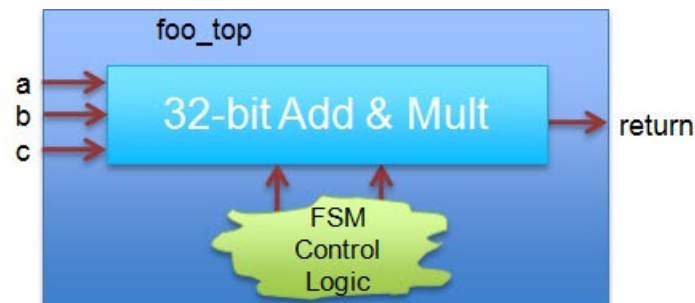 foo_top
a
b
c
32-bit Add & Mult
return
FSM
Control
Logic